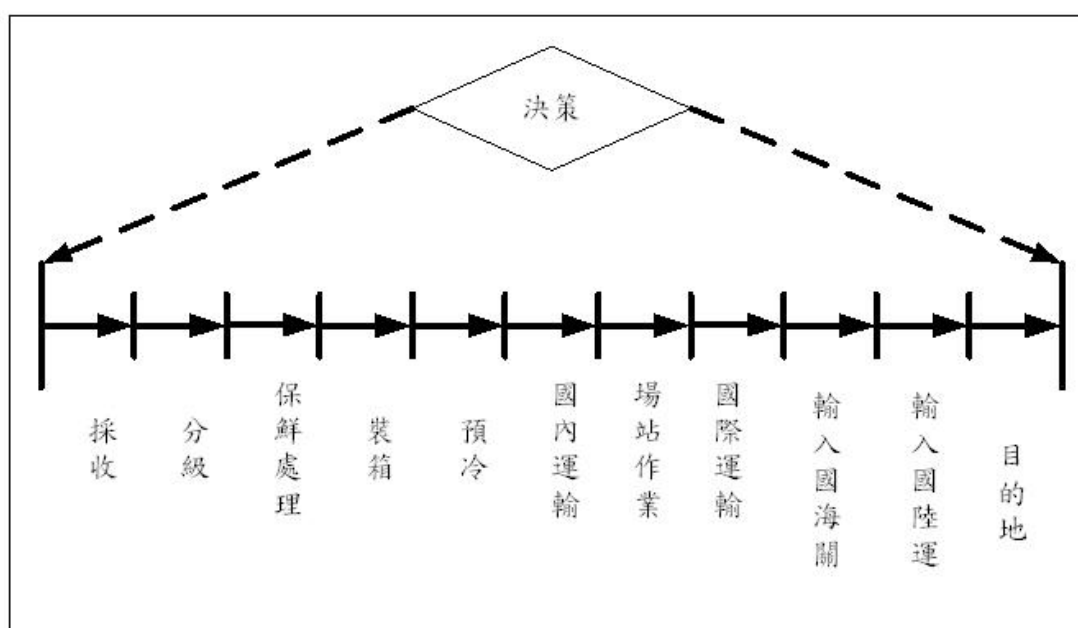 決策
採收
分級
保鮮處理
裝箱
預冷
國內運輸
場站作業
國際運輸
輸入國海關
輸入國陸運
目的地